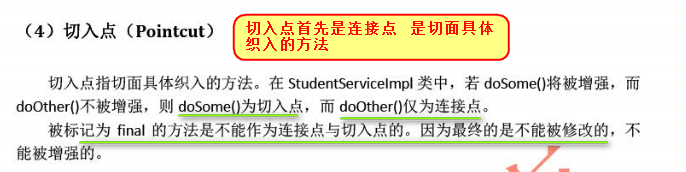 （4）切入点（Pointcut）
切入点首先是连接点 是切面具体
织入的方法
切入点指切面具体织入的方法。在 StudentServiceImpl 类中，若 doSome()将被增强，而
doOther()不被增强，则 doSome()为切入点，而 doOther()仅为连接点。
被标记为 final 的方法是不能作为连接点与切入点的。因为最终的是不能被修改的，不
能被增强的。